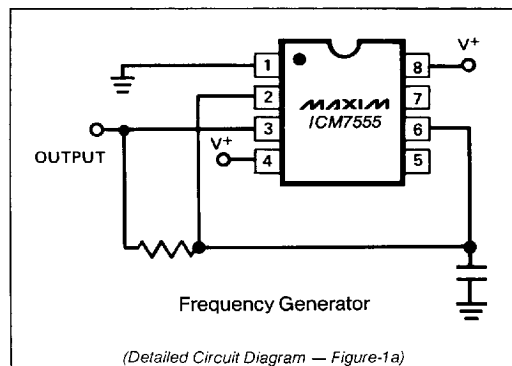 V+
1
8
2
7
MAXIM
ICM7555
3
6
OUTPUT
V+
4
5
Frequency Generator
(Detailed Circuit Diagram — Figure-1a)